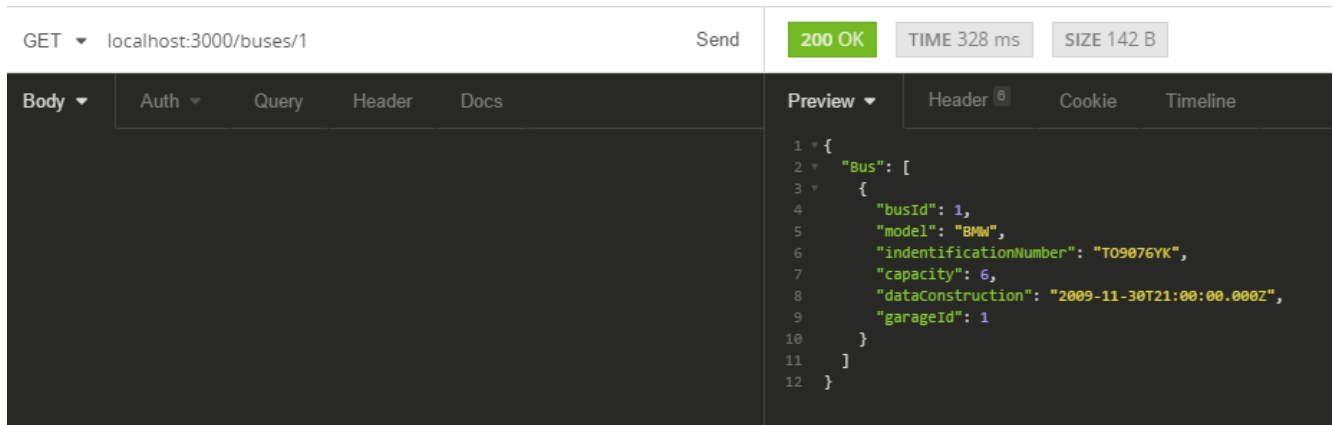 GET localhost:3000/buses/1 Send 200 OK TIME 328 ms SIZE 142 B
Body Auth Query Header Docs Preview Header 6 Cookie Timeline
1 {
2 "Bus": [
3 {
4 "busId": 1,
5 "model": "BMW",
6 "indentificationNumber": "TO9076YK",
7 "capacity": 6,
8 "dataConstruction": "2009-11-30T21:00:00.000Z",
9 "garageId": 1
10 }
11 ]
12 }